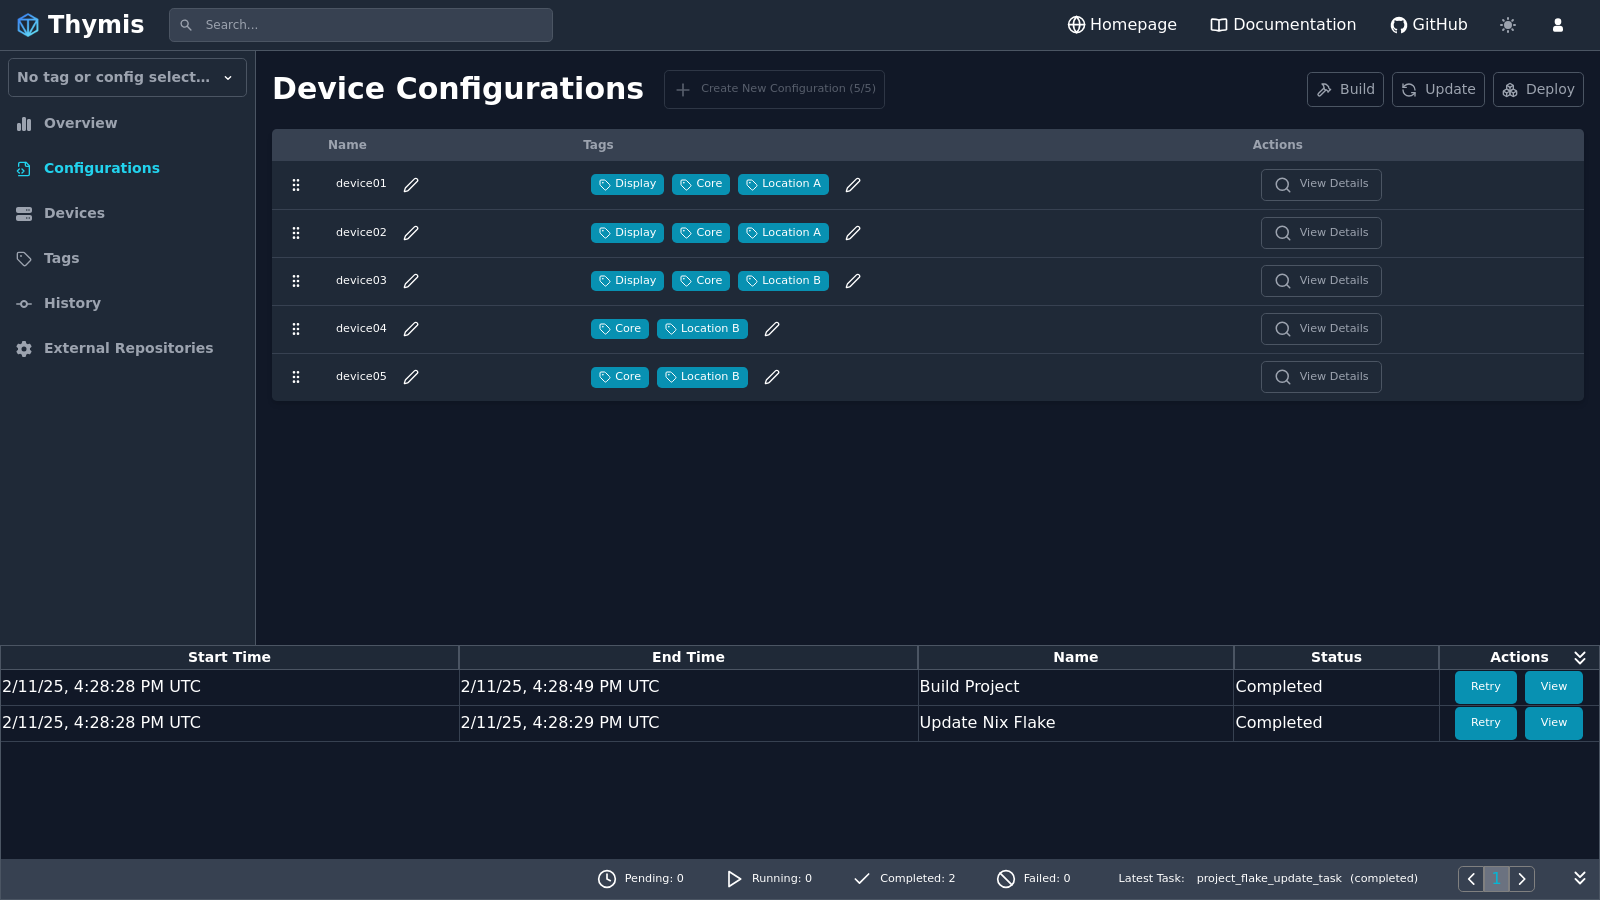 Thymis
Search...
Homepage
Documentation
GitHub
No tag or config select...
Overview
Configurations
Devices
Tags
History
External Repositories
Device Configurations
Create New Configuration (5/5)
Build
Update
Deploy
Name Tags Actions
device01 Display Core Location A View Details
device02 Display Core Location A View Details
device03 Display Core Location B View Details
device04 Core Location B View Details
device05 Core Location B View Details
Start Time End Time Name Status Actions
2/11/25, 4:28:28 PM UTC 2/11/25, 4:28:49 PM UTC Build Project Completed Retry View
2/11/25, 4:28:28 PM UTC 2/11/25, 4:28:29 PM UTC Update Nix Flake Completed Retry View
Pending: 0 Running: 0 Completed: 2 Failed: 0 Latest Task: project_flake_update_task (completed) 1